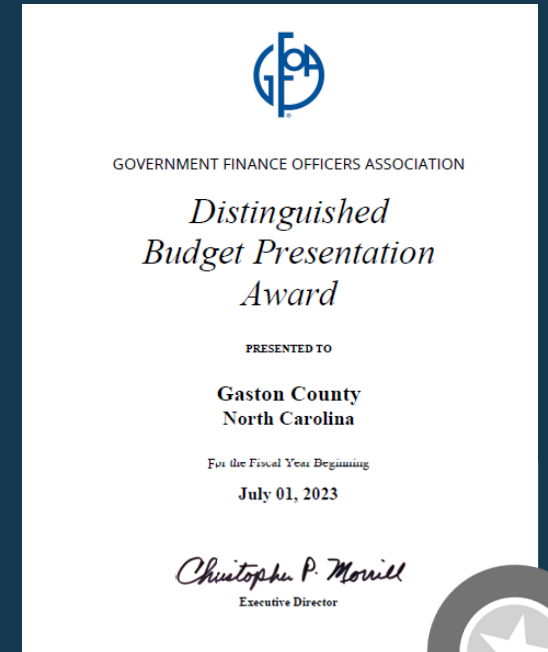 GFOA
®
GOVERNMENT FINANCE OFFICERS ASSOCIATION
Distinguished
Budget Presentation
Award
PRESENTED TO
Gaston County
North Carolina
For the Fiscal Year Beginning
July 01, 2023
Christopher P. Morrill
Executive Director